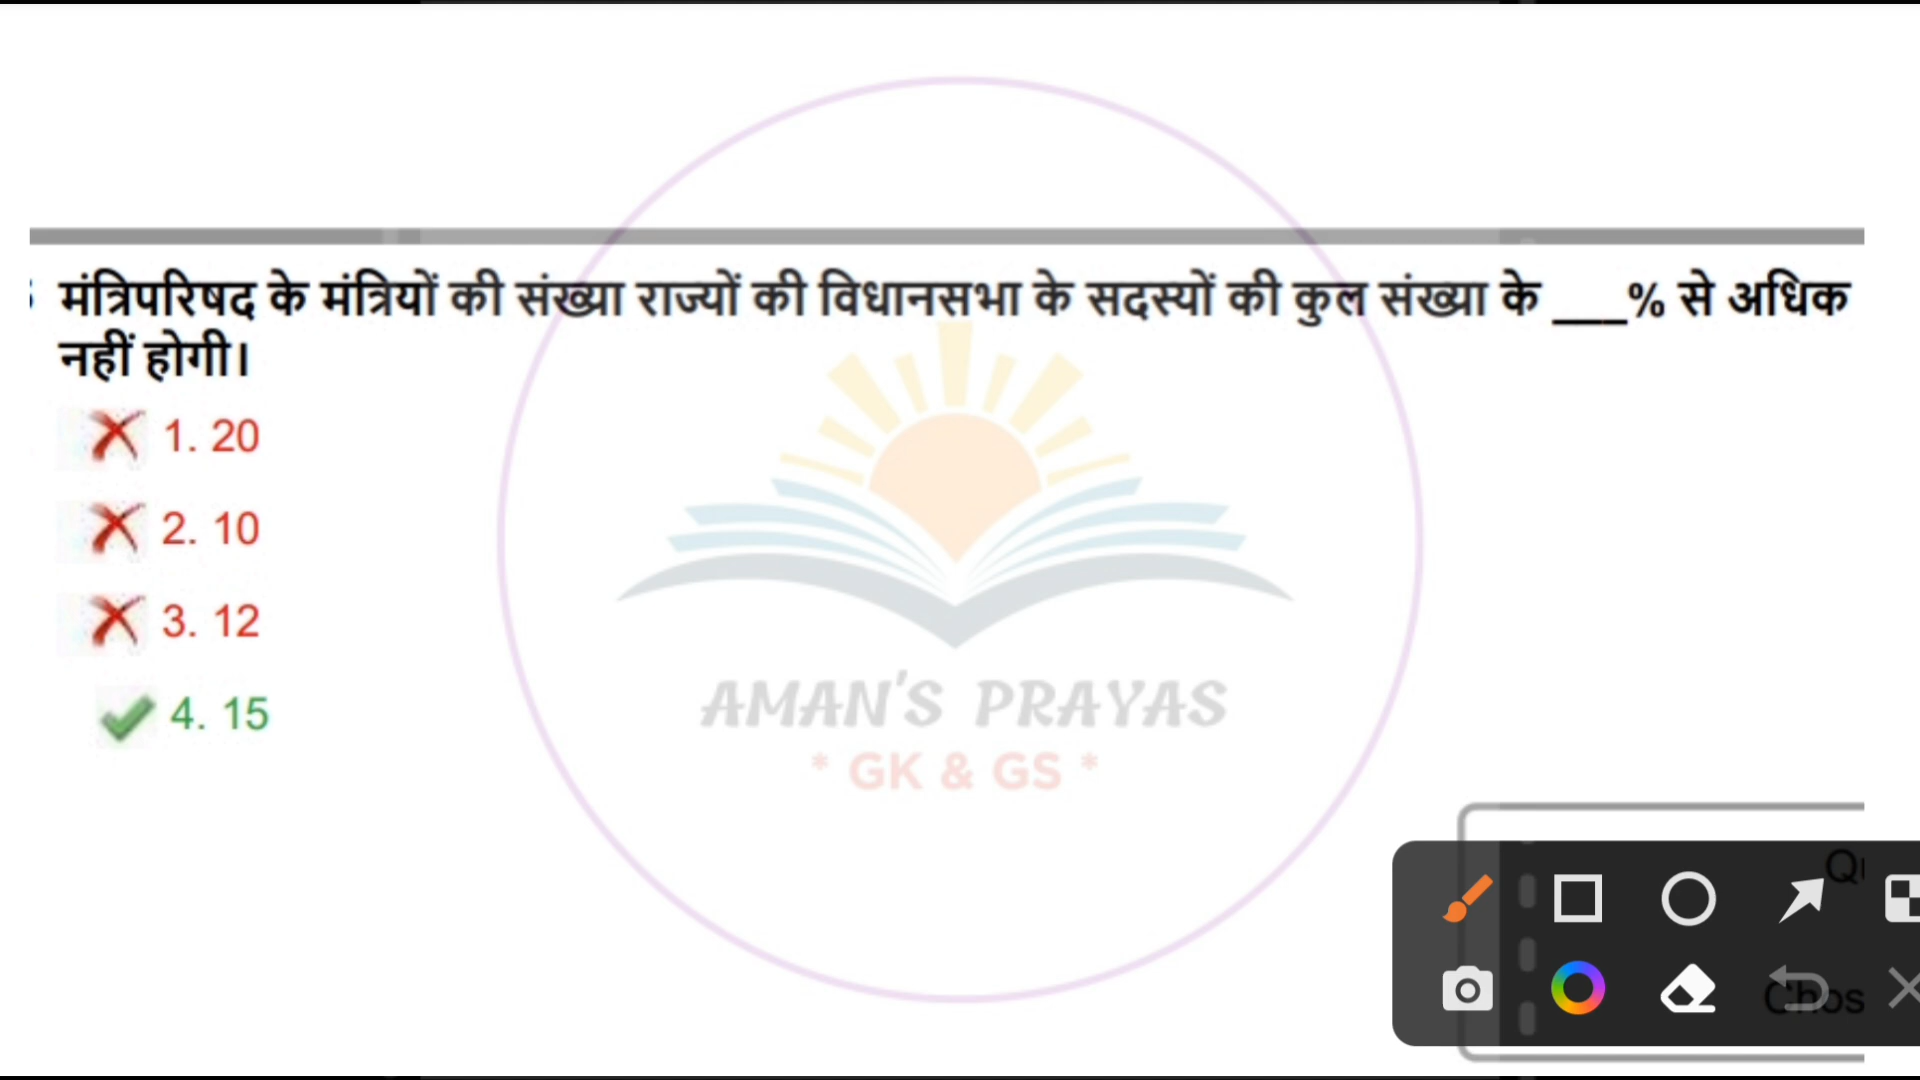 मंत्रिपरिषद के मंत्रियों की संख्या राज्यों की विधानसभा के सदस्यों की कुल संख्या के ___% से अधिक
नहीं होगी।
1. 20
2. 10
3. 12
4. 15
AMAN'S PRAYAS
* GK & GS *